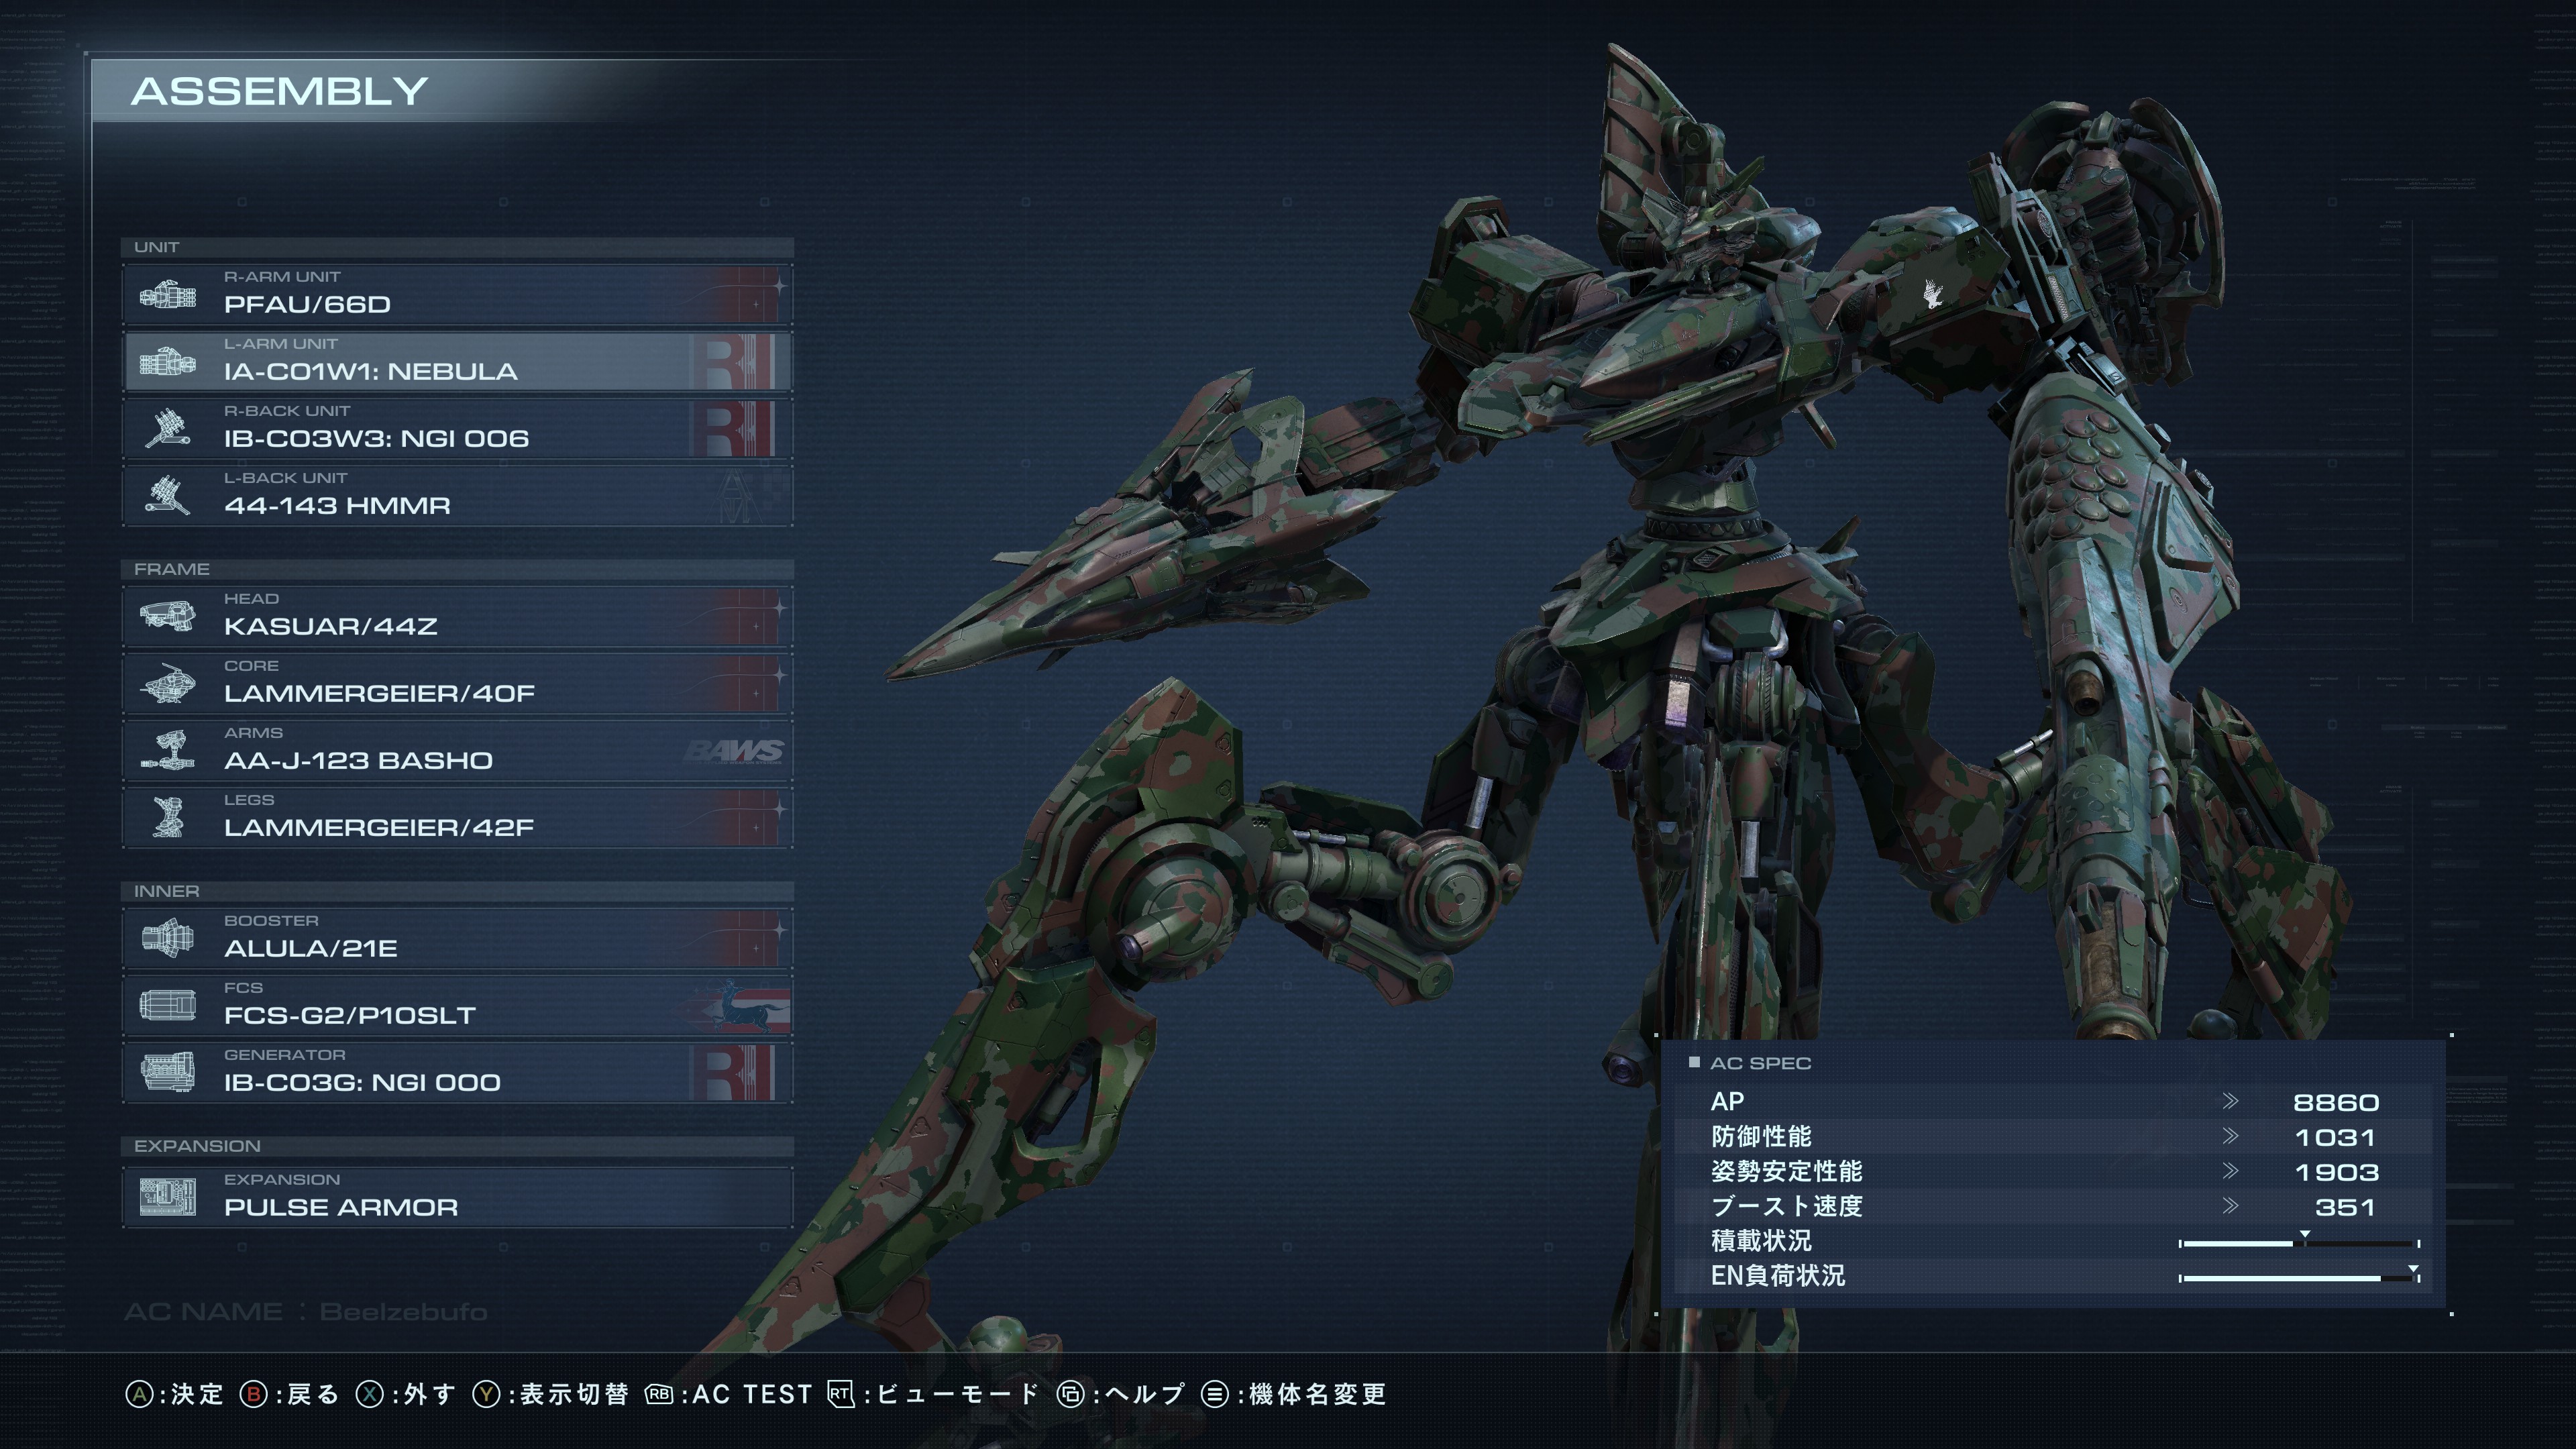 ASSEMBLY
UNIT
R-ARM UNIT
PFAU/66D
L-ARM UNIT
IA-C01W1: NEBULA
R-BACK UNIT
IB-C03W3: NGI 006
L-BACK UNIT
44-143 HMMR
FRAME
HEAD
KASUAR/44Z
CORE
LAMMERGEIER/40F
ARMS
AA-J-123 BASHO
BAWS
LEGS
LAMMERGEIER/42F
INNER
BOOSTER
ALULA/21E
FCS
FCS-G2/P10SLT
GENERATOR
IB-C03G: NGI 000
EXPANSION
EXPANSION
PULSE ARMOR
AC NAME : Beelzebufo
AC SPEC
AP 8860
防御性能 1031
姿勢安定性能 1903
ブースト速度 351
積載状況
EN負荷状況
A:決定 B:戻る X:外す Y:表示切替 RB:AC TEST RT:ビューモード :ヘルプ :機体名変更